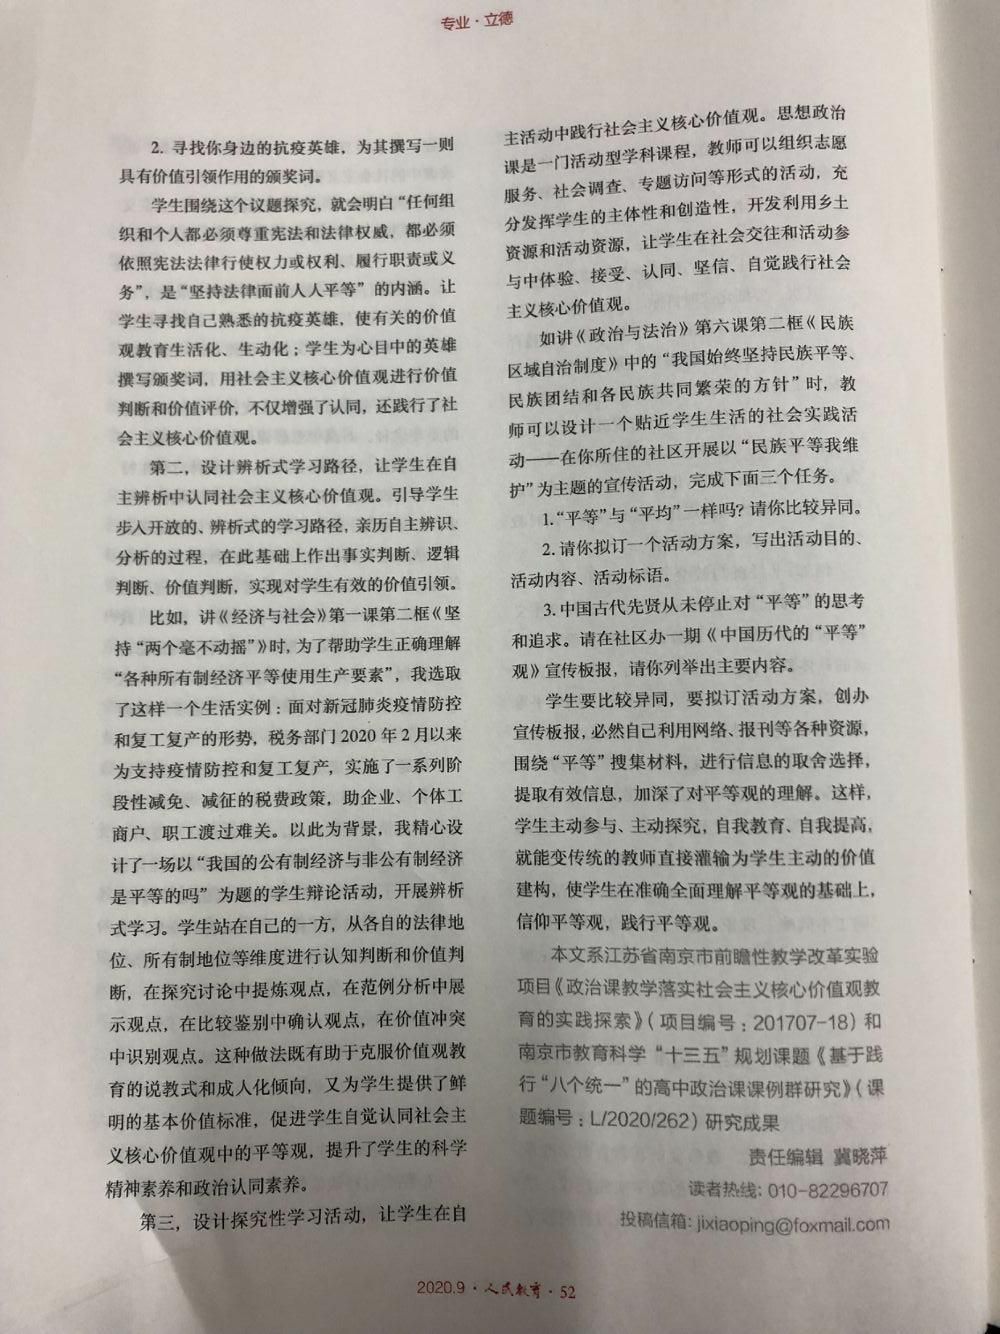 专业·立德
2. 寻找你身边的抗疫英雄，为其撰写一则
具有价值引领作用的颁奖词。
学生围绕这个议题探究，就会明白“任何组
织和个人都必须尊重宪法和法律权威，都必须
依照宪法法律行使权力或权利、履行职责或义
务”，是“坚持法律面前人人平等”的内涵。让
学生寻找自己熟悉的抗疫英雄，使有关的价值
观教育生活化、生动化；学生为心目中的英雄
撰写颁奖词，用社会主义核心价值观进行价值
判断和价值评价，不仅增强了认同，还践行了社
会主义核心价值观。
第二，设计辨析式学习路径，让学生在自
主辨析中认同社会主义核心价值观。引导学生
步入开放的、辨析式的学习路径，亲历自主辨识、
分析的过程，在此基础上作出事实判断、逻辑
判断、价值判断，实现对学生有效的价值引领。
比如，讲《经济与社会》第一课第二框《坚
持“两个毫不动摇”》时，为了帮助学生正确理解
“各种所有制经济平等使用生产要素”，我选取
了这样一个生活实例：面对新冠肺炎疫情防控
和复工复产的形势，税务部门2020年2月以来
为支持疫情防控和复工复产，实施了一系列阶
段性减免、减征的税费政策，助企业、个体工
商户、职工渡过难关。以此为背景，我精心设
计了一场以“我国的公有制经济与非公有制经济
是平等的吗”为题的学生辩论活动，开展辨析
式学习。学生站在自己的一方，从各自的法律地
位、所有制地位等维度进行认知判断和价值判
断，在探究讨论中提炼观点，在范例分析中展
示观点，在比较鉴别中确认观点，在价值冲突
中识别观点。这种做法既有助于克服价值观教
育的说教式和成人化倾向，又为学生提供了鲜
明的基本价值标准，促进学生自觉认同社会主
义核心价值观中的平等观，提升了学生的科学
精神素养和政治认同素养。
第三，设计探究性学习活动，让学生在自
主活动中践行社会主义核心价值观。思想政治
课是一门活动型学科课程，教师可以组织志愿
服务、社会调查、专题访问等形式的活动，充
分发挥学生的主体性和创造性，开发利用乡土
资源和活动资源，让学生在社会交往和活动参
与中体验、接受、认同、坚信、自觉践行社会
主义核心价值观。
如讲《政治与法治》第六课第二框《民族
区域自治制度》中的“我国始终坚持民族平等、
民族团结和各民族共同繁荣的方针”时，教
师可以设计一个贴近学生生活的社会实践活
动——在你所住的社区开展以“民族平等我维
护”为主题的宣传活动，完成下面三个任务。
1.“平等”与“平均”一样吗？请你比较异同。
2. 请你拟订一个活动方案，写出活动目的、
活动内容、活动标语。
3. 中国古代先贤从未停止对“平等”的思考
和追求。请在社区办一期《中国历代的“平等”
观》宣传板报，请你列举出主要内容。
学生要比较异同，要拟订活动方案，创办
宣传板报，必然自己利用网络、报刊等各种资源，
围绕“平等”搜集材料，进行信息的取舍选择，
提取有效信息，加深了对平等观的理解。这样，
学生主动参与、主动探究，自我教育、自我提高，
就能变传统的教师直接灌输为学生主动的价值
建构，使学生在准确全面理解平等观的基础上，
信仰平等观，践行平等观。
本文系江苏省南京市前瞻性教学改革实验
项目《政治课教学落实社会主义核心价值观教
育的实践探索》（项目编号：201707-18）和
南京市教育科学“十三五”规划课题《基于践
行“八个统一”的高中政治课课例群研究》（课
题编号：L/2020/262）研究成果
责任编辑 冀晓萍
读者热线：010-82296707
投稿信箱：jixiaoping@foxmail.com
2020.9·人民教育·52